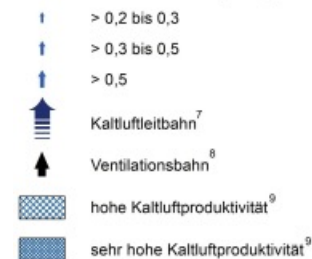 > 0,2 bis 0,3
> 0,3 bis 0,5
> 0,5
Kaltluftleitbahn⁷
Ventilationsbahn⁸
hohe Kaltluftproduktivität⁹
sehr hohe Kaltluftproduktivität⁹